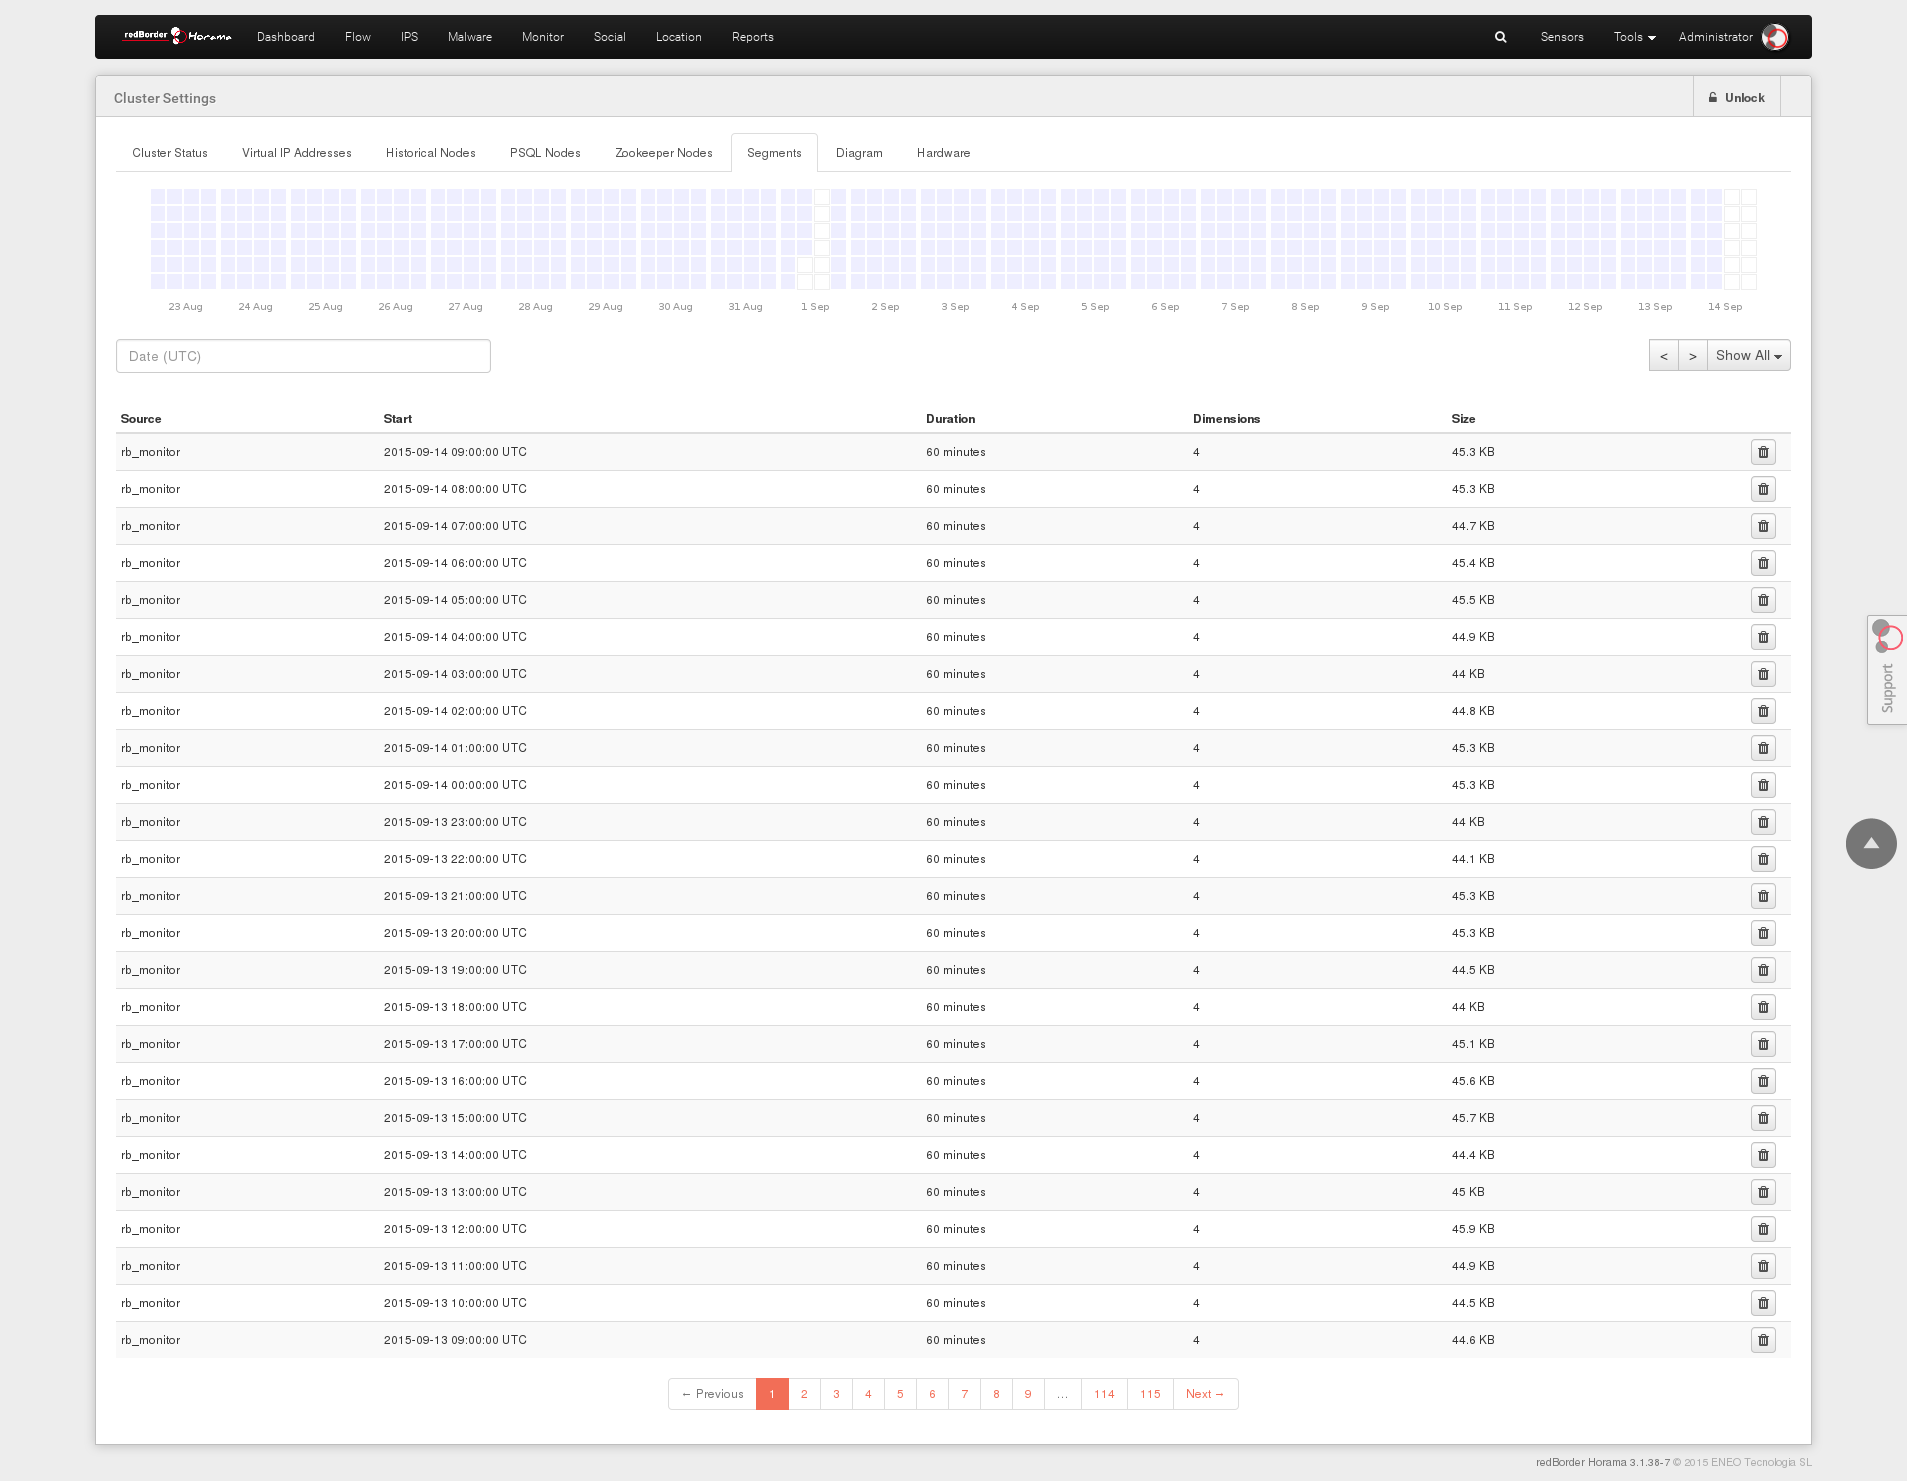 redBorder Horama Dashboard Flow IPS Malware Monitor Social Location Reports Sensors Tools Administrator
Cluster Settings Unlock
Cluster Status Virtual IP Addresses Historical Nodes PSQL Nodes Zookeeper Nodes Segments Diagram Hardware
23 Aug 24 Aug 25 Aug 26 Aug 27 Aug 28 Aug 29 Aug 30 Aug 31 Aug 1 Sep 2 Sep 3 Sep 4 Sep 5 Sep 6 Sep 7 Sep 8 Sep 9 Sep 10 Sep 11 Sep 12 Sep 13 Sep 14 Sep
Date (UTC) < > Show All
Source Start Duration Dimensions Size
rb_monitor 2015-09-14 09:00:00 UTC 60 minutes 4 45.3 KB
rb_monitor 2015-09-14 08:00:00 UTC 60 minutes 4 45.3 KB
rb_monitor 2015-09-14 07:00:00 UTC 60 minutes 4 44.7 KB
rb_monitor 2015-09-14 06:00:00 UTC 60 minutes 4 45.4 KB
rb_monitor 2015-09-14 05:00:00 UTC 60 minutes 4 45.5 KB
rb_monitor 2015-09-14 04:00:00 UTC 60 minutes 4 44.9 KB
rb_monitor 2015-09-14 03:00:00 UTC 60 minutes 4 44 KB
rb_monitor 2015-09-14 02:00:00 UTC 60 minutes 4 44.8 KB
rb_monitor 2015-09-14 01:00:00 UTC 60 minutes 4 45.3 KB
rb_monitor 2015-09-14 00:00:00 UTC 60 minutes 4 45.3 KB
rb_monitor 2015-09-13 23:00:00 UTC 60 minutes 4 44 KB
rb_monitor 2015-09-13 22:00:00 UTC 60 minutes 4 44.1 KB
rb_monitor 2015-09-13 21:00:00 UTC 60 minutes 4 45.3 KB
rb_monitor 2015-09-13 20:00:00 UTC 60 minutes 4 45.3 KB
rb_monitor 2015-09-13 19:00:00 UTC 60 minutes 4 44.5 KB
rb_monitor 2015-09-13 18:00:00 UTC 60 minutes 4 44 KB
rb_monitor 2015-09-13 17:00:00 UTC 60 minutes 4 45.1 KB
rb_monitor 2015-09-13 16:00:00 UTC 60 minutes 4 45.6 KB
rb_monitor 2015-09-13 15:00:00 UTC 60 minutes 4 45.7 KB
rb_monitor 2015-09-13 14:00:00 UTC 60 minutes 4 44.4 KB
rb_monitor 2015-09-13 13:00:00 UTC 60 minutes 4 45 KB
rb_monitor 2015-09-13 12:00:00 UTC 60 minutes 4 45.9 KB
rb_monitor 2015-09-13 11:00:00 UTC 60 minutes 4 44.9 KB
rb_monitor 2015-09-13 10:00:00 UTC 60 minutes 4 44.5 KB
rb_monitor 2015-09-13 09:00:00 UTC 60 minutes 4 44.6 KB
← Previous 1 2 3 4 5 6 7 8 9 … 114 115 Next →
Support
redBorder Horama 3.1.38-7 © 2015 ENEO Tecnologia SL